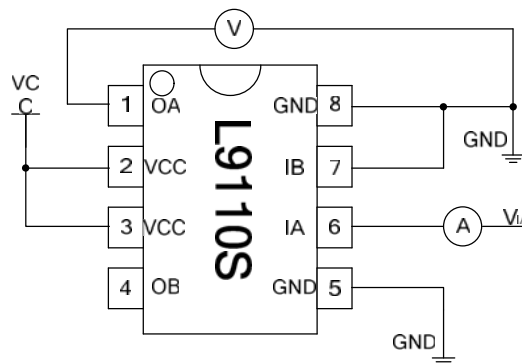 V
VC
C
1 OA GND 8
GND
2 VCC IB 7
L9110S
3 VCC IA 6 A
4 OB GND 5
GND